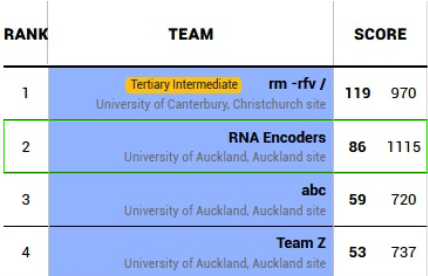 RANK TEAM SCORE
1 Tertiary Intermediate rm -rfv / 119 970
University of Canterbury, Christchurch site
2 RNA Encoders 86 1115
University of Auckland, Auckland site
3 abc 59 720
University of Auckland, Auckland site
4 Team Z 53 737
University of Auckland, Auckland site